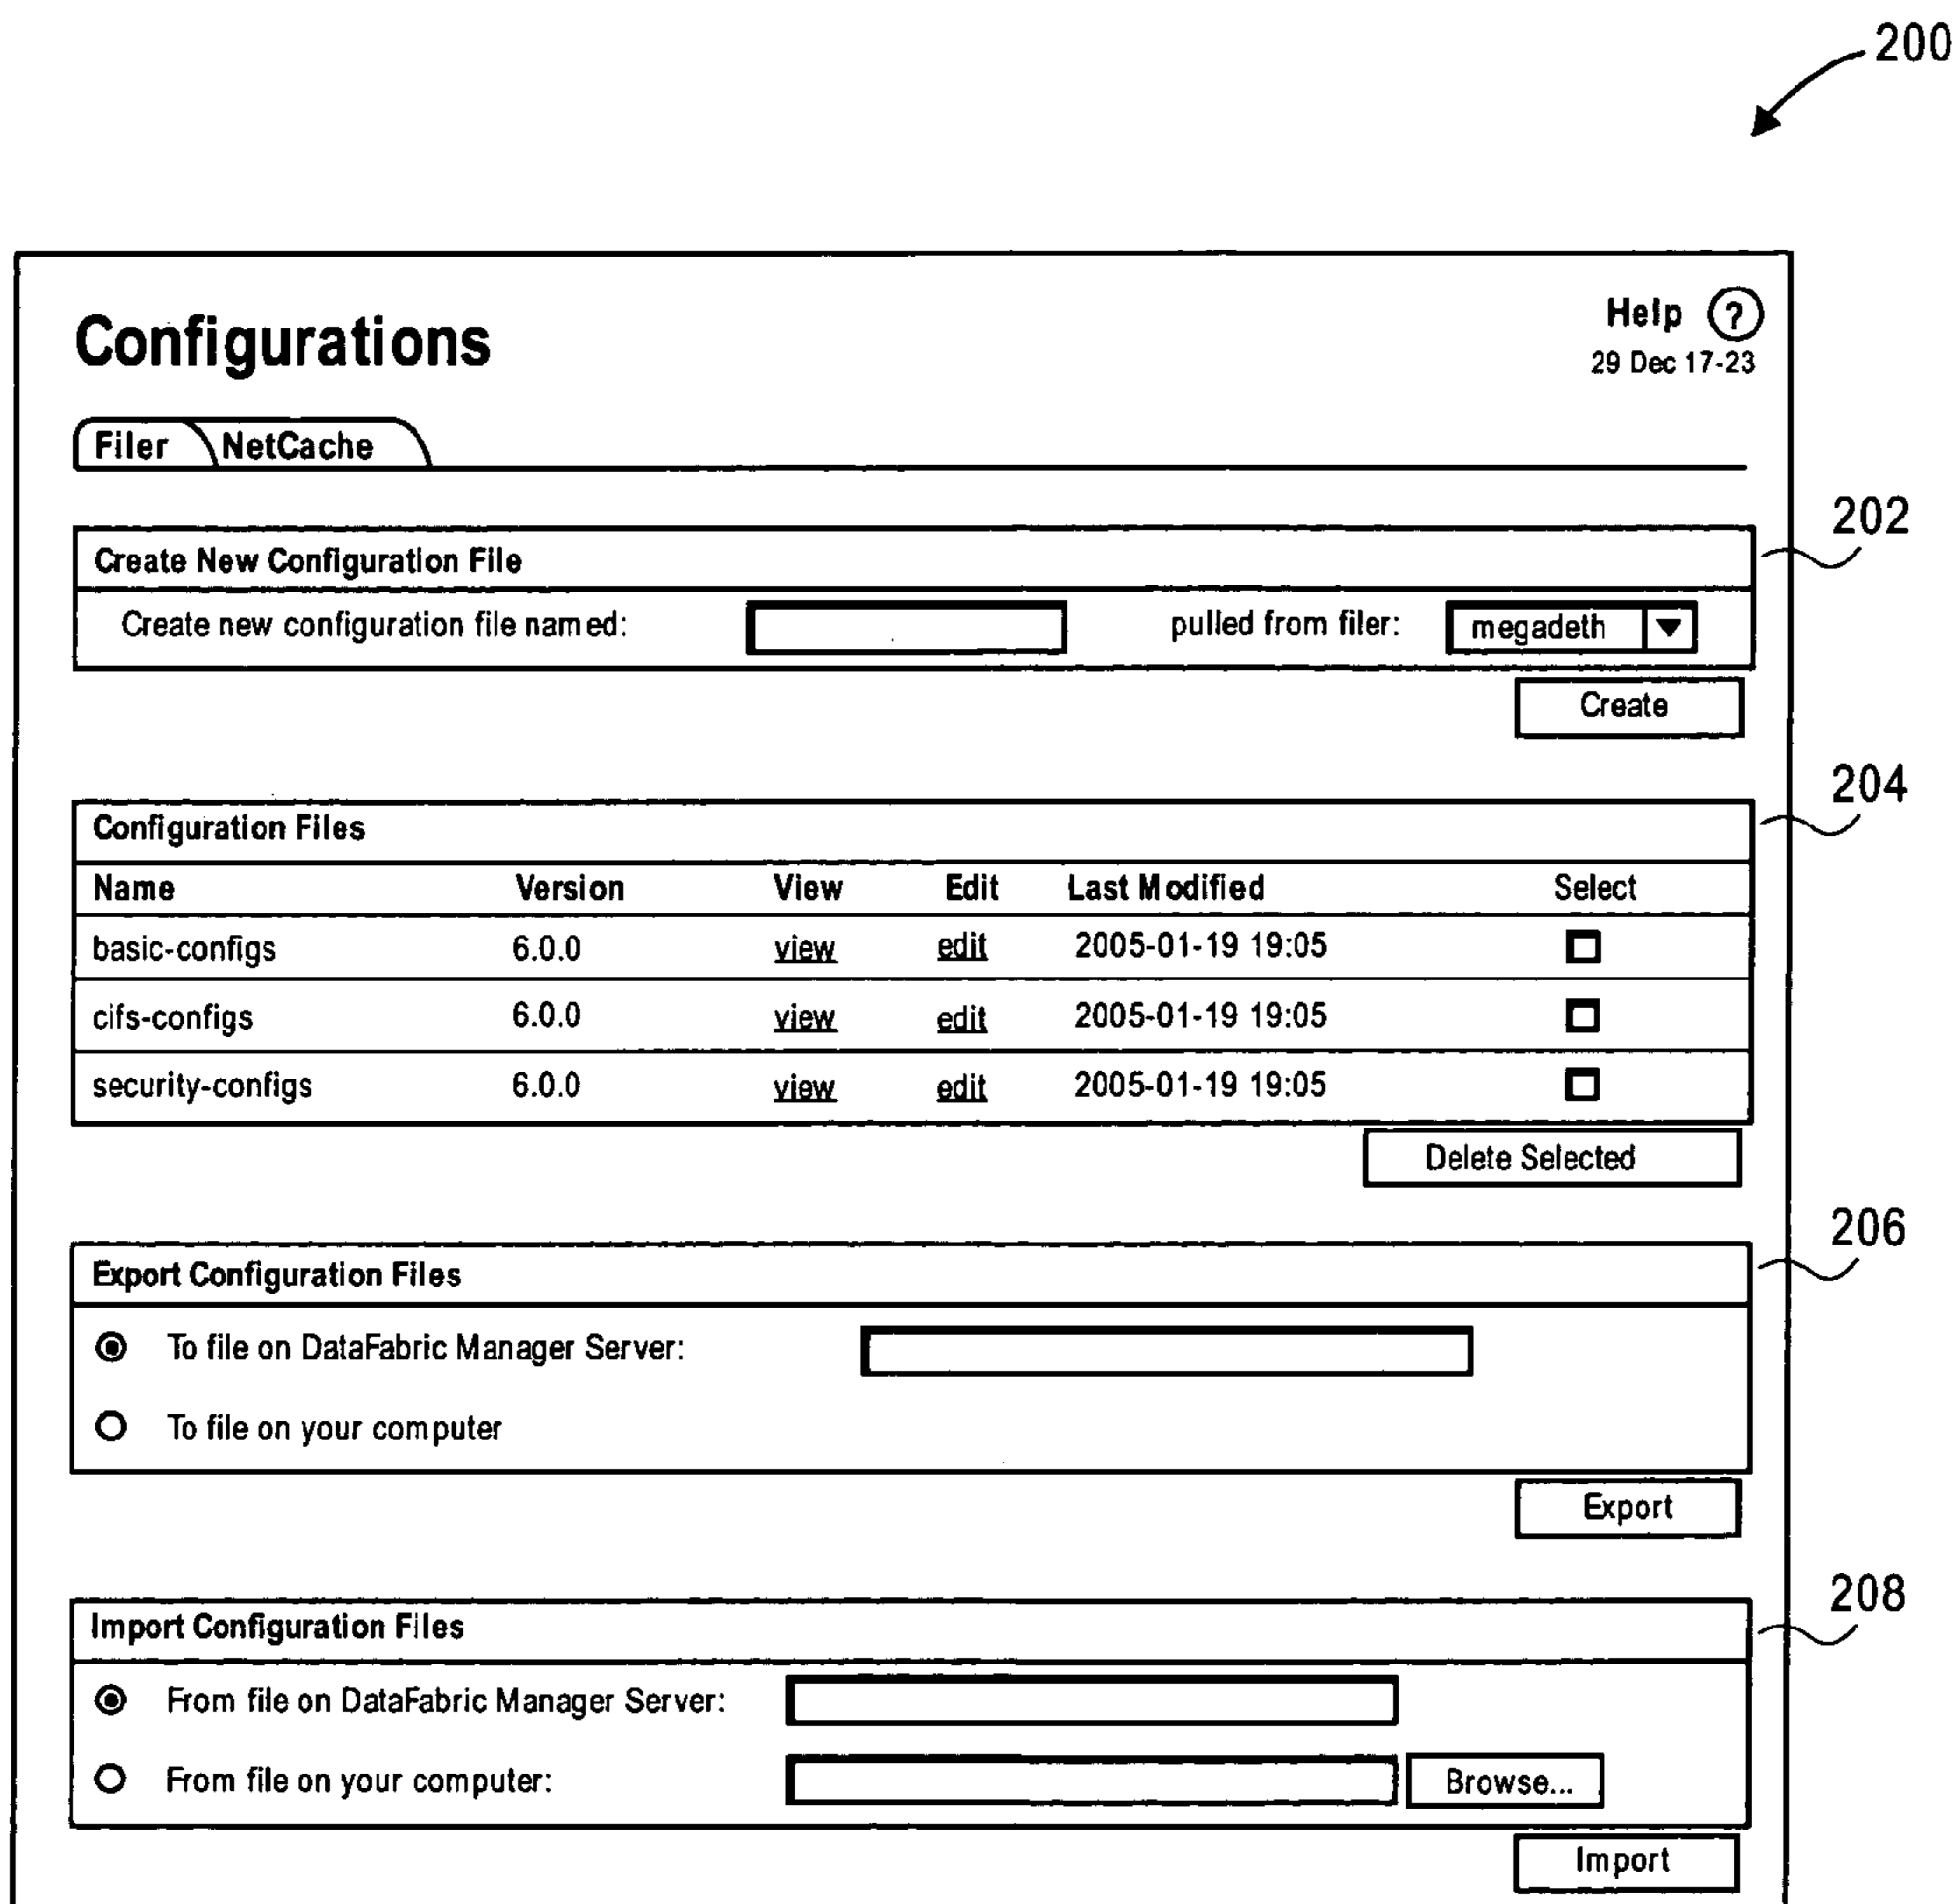 200
Configurations
Help ?
29 Dec 17-23
Filer NetCache
202
Create New Configuration File
Create new configuration file named: pulled from filer: megadeth
Create
204
Configuration Files
Name Version View Edit Last Modified Select
basic-configs 6.0.0 view edit 2005-01-19 19:05
cifs-configs 6.0.0 view edit 2005-01-19 19:05
security-configs 6.0.0 view edit 2005-01-19 19:05
Delete Selected
206
Export Configuration Files
To file on DataFabric Manager Server:
To file on your computer
Export
208
Import Configuration Files
From file on DataFabric Manager Server:
From file on your computer: Browse...
Import